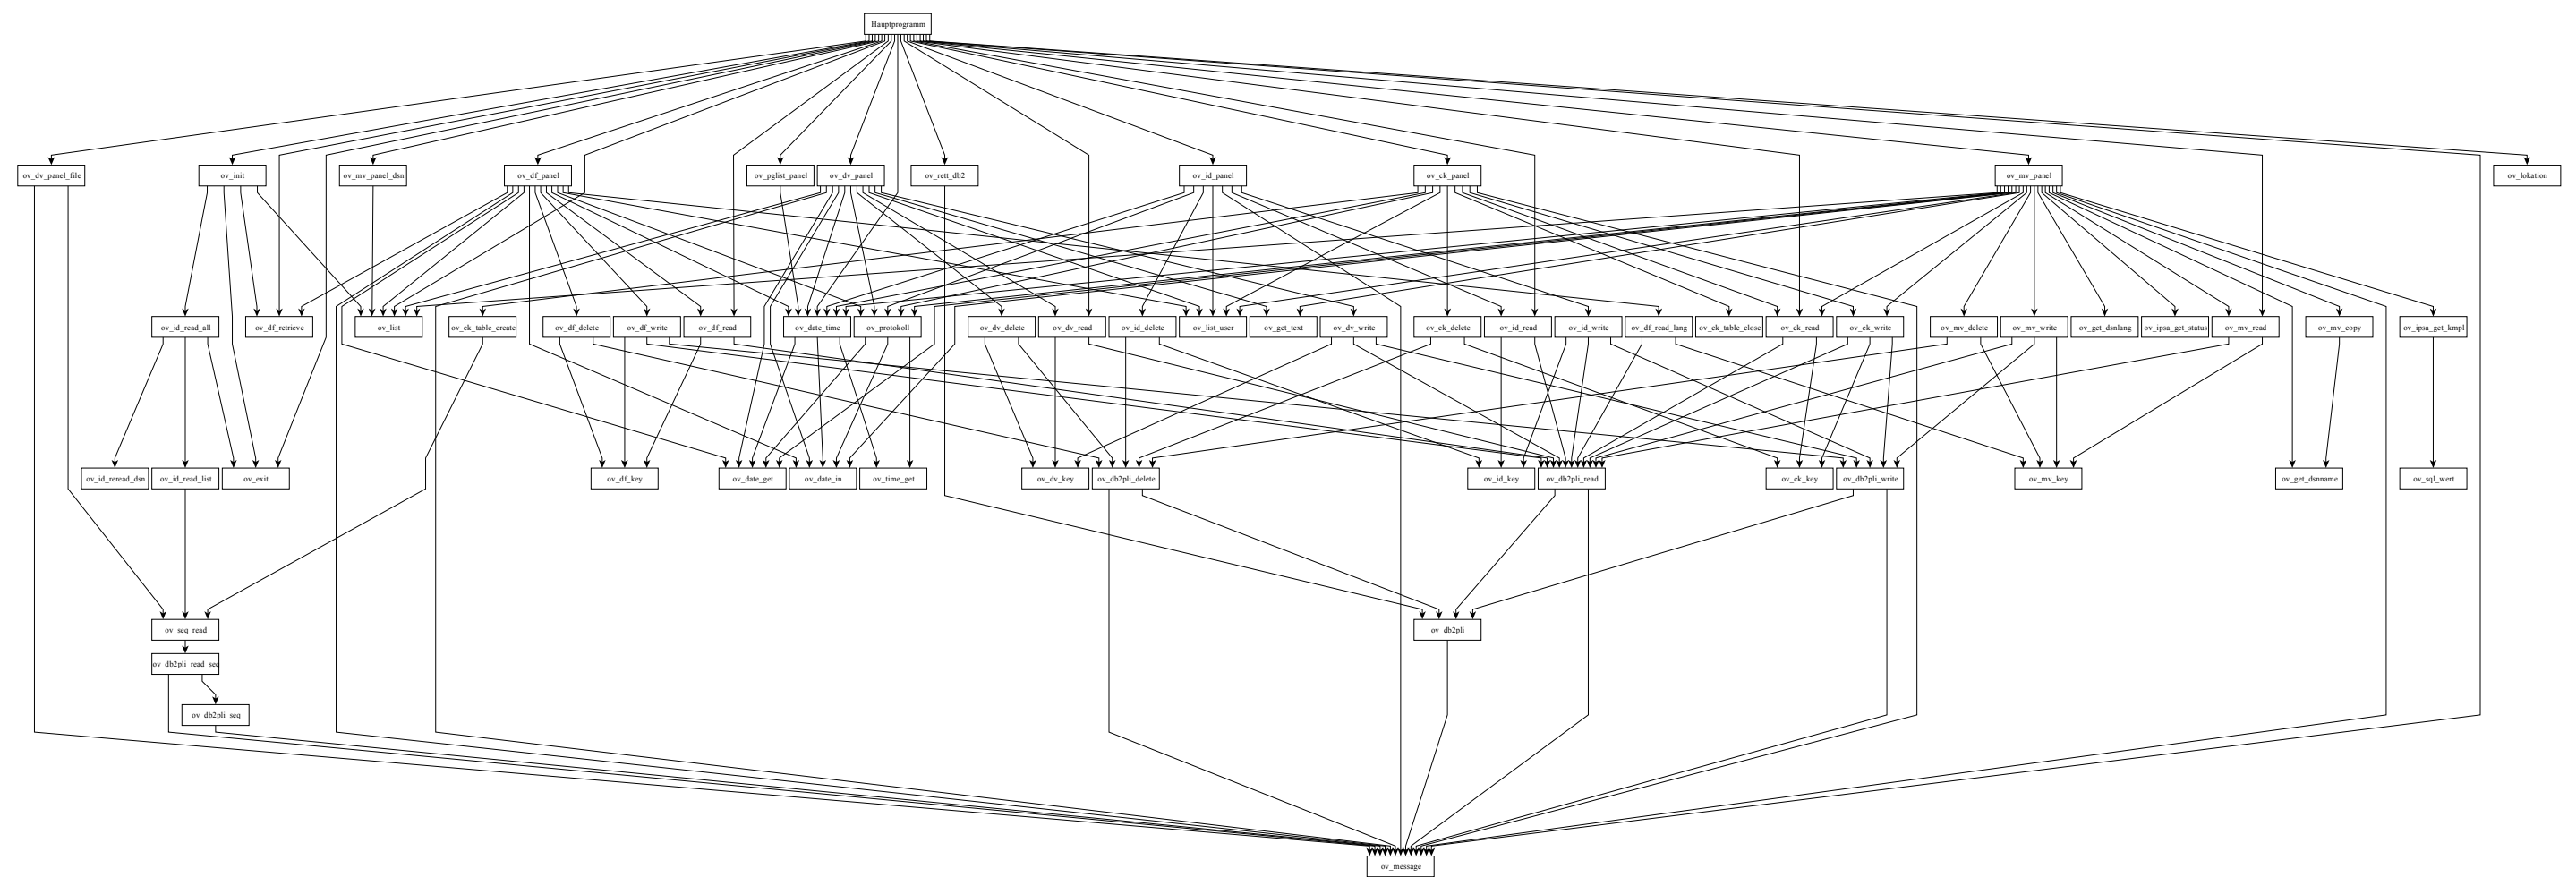 Hauptprogramm
ov_dv_panel_file
ov_init
ov_mv_panel_dsn
ov_df_panel
ov_pglist_panel
ov_dv_panel
ov_rett_db2
ov_id_panel
ov_ck_panel
ov_mv_panel
ov_lokation
ov_id_read_all
ov_df_retrieve
ov_list
ov_ck_table_create
ov_df_delete
ov_df_write
ov_df_read
ov_date_time
ov_protokoll
ov_dv_delete
ov_dv_read
ov_id_delete
ov_list_user
ov_get_text
ov_dv_write
ov_ck_delete
ov_id_read
ov_id_write
ov_df_read_lang
ov_ck_table_close
ov_ck_read
ov_ck_write
ov_mv_delete
ov_mv_write
ov_get_dsnlang
ov_ipsa_get_status
ov_mv_read
ov_mv_copy
ov_ipsa_get_kmpl
ov_id_reread_dsn
ov_id_read_list
ov_exit
ov_df_key
ov_date_get
ov_date_in
ov_time_get
ov_dv_key
ov_db2pli_delete
ov_id_key
ov_db2pli_read
ov_ck_key
ov_db2pli_write
ov_mv_key
ov_get_dsnname
ov_sql_wert
ov_seq_read
ov_db2pli
ov_db2pli_read_seq
ov_db2pli_seq
ov_message